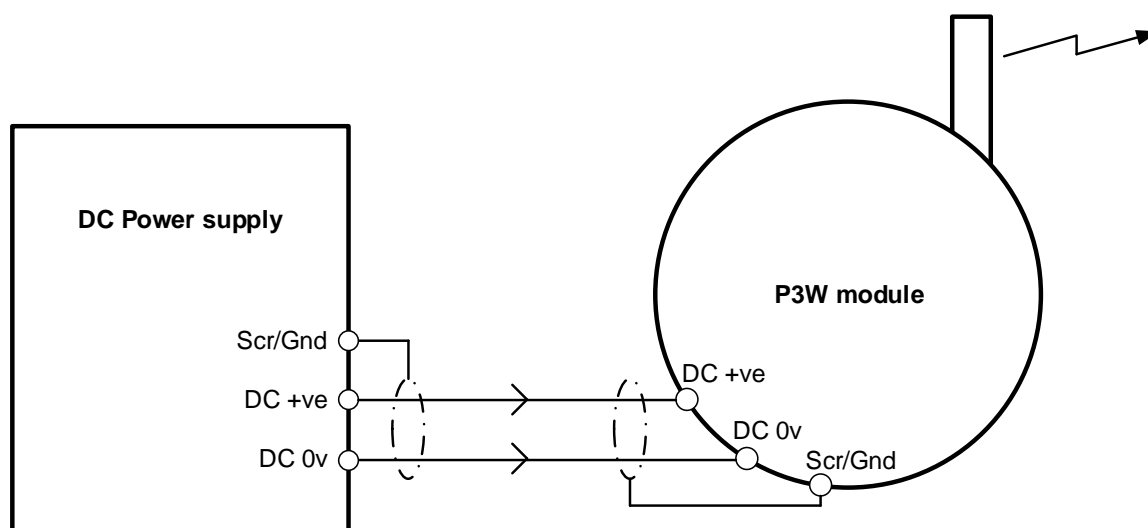 DC Power supply
Scr/Gnd
DC +ve
DC 0v
P3W module
DC +ve
DC 0v
Scr/Gnd